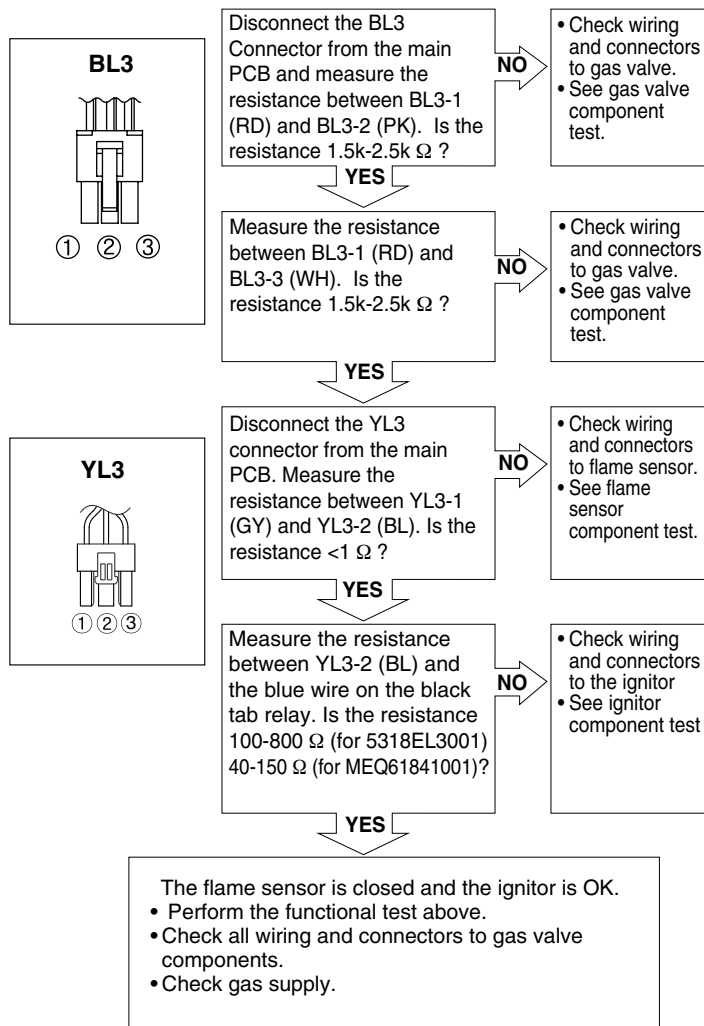 BL3
① ② ③
Disconnect the BL3
Connector from the main
PCB and measure the
resistance between BL3-1
(RD) and BL3-2 (PK).  Is the
resistance 1.5k-2.5k Ω ?
NO
• Check wiring
and connectors
to gas valve.
• See gas valve
component
test.
YES
Measure the resistance
between BL3-1 (RD) and
BL3-3 (WH).  Is the
resistance 1.5k-2.5k Ω ?
NO
• Check wiring
and connectors
to gas valve.
• See gas valve
component
test.
YES
YL3
① ② ③
Disconnect the YL3
connector from the main
PCB. Measure the
resistance between YL3-1
(GY) and YL3-2 (BL). Is the
resistance <1 Ω ?
NO
• Check wiring
and connectors
to flame sensor.
• See flame
sensor
component test.
YES
Measure the resistance
between YL3-2 (BL) and
the blue wire on the black
tab relay. Is the resistance
100-800 Ω (for 5318EL3001)
40-150 Ω (for MEQ61841001)?
NO
• Check wiring
and connectors
to the ignitor
• See ignitor
component test
YES
The flame sensor is closed and the ignitor is OK.
• Perform the functional test above.
• Check all wiring and connectors to gas valve
components.
• Check gas supply.